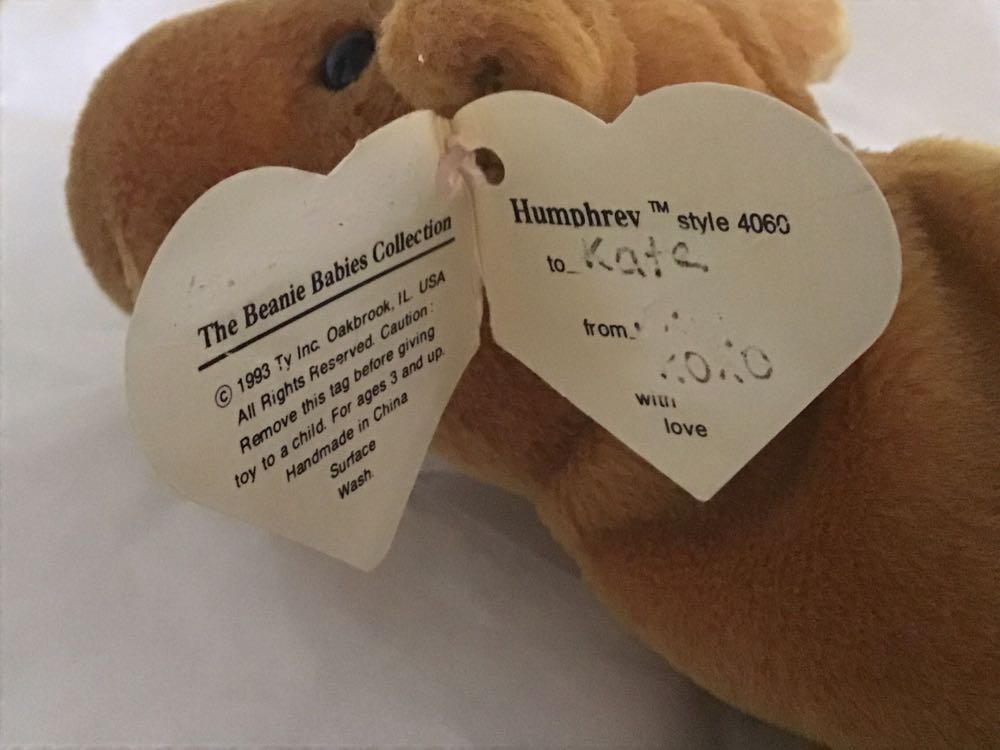 The Beanie Babies Collection
© 1993 Ty Inc. Oakbrook, IL. USA
All Rights Reserved. Caution:
Remove this tag before giving
toy to a child. For ages 3 and up.
Handmade in China
Surface
Wash.
Humphrey ™ style 4060
to Kate
from
with
love